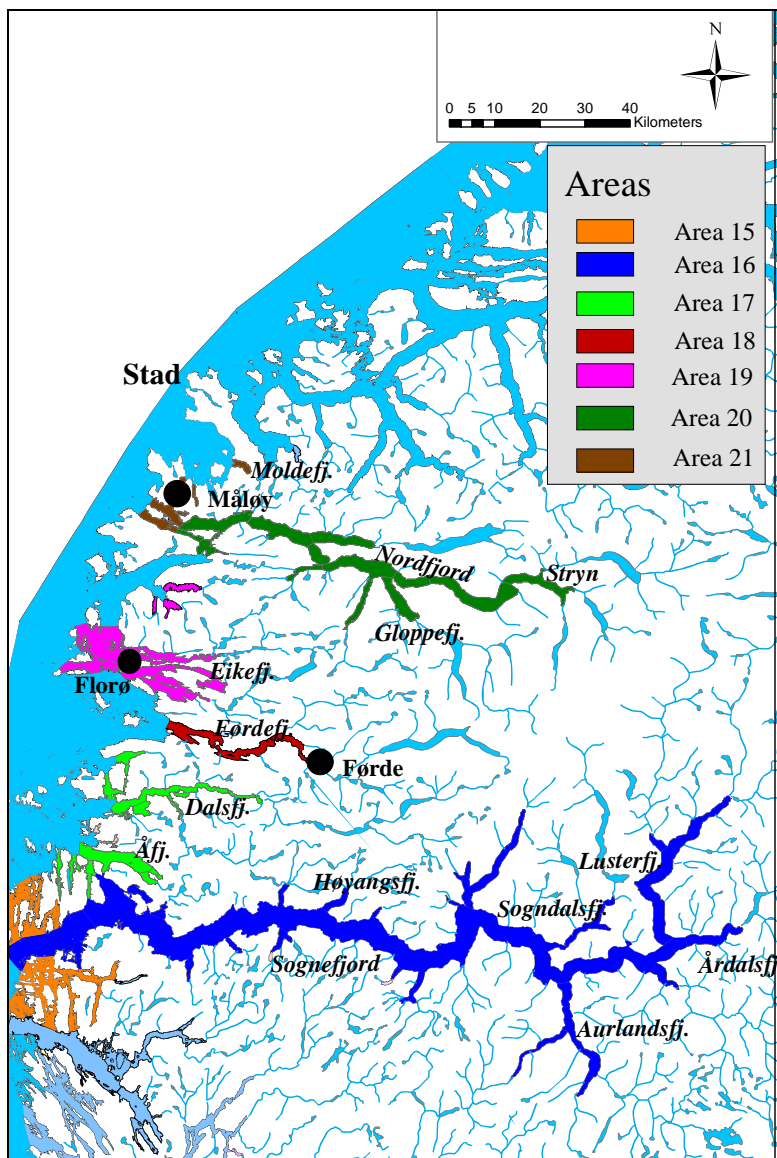 N
0 5 10 20 30 40
Kilometers
Areas
Area 15
Area 16
Area 17
Area 18
Area 19
Area 20
Area 21
Stad
Moldefj.
Måløy
Nordfjord
Stryn
Gloppefj.
Eikefj.
Florø
Førdefj.
Førde
Dalsfj.
Åfj.
Lusterfj.
Høyangsfj.
Sogndalsfj.
Sognefjord
Årdalsfj
Aurlandsfj.